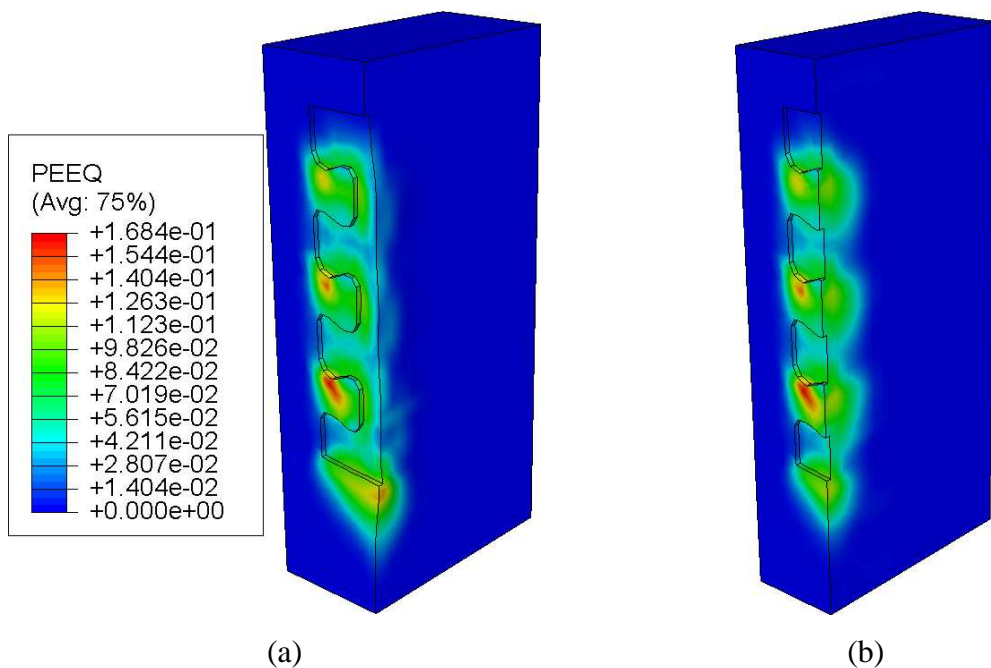 PEEQ
(Avg: 75%)
+1.684e-01
+1.544e-01
+1.404e-01
+1.263e-01
+1.123e-01
+9.826e-02
+8.422e-02
+7.019e-02
+5.615e-02
+4.211e-02
+2.807e-02
+1.404e-02
+0.000e+00
(a)
(b)